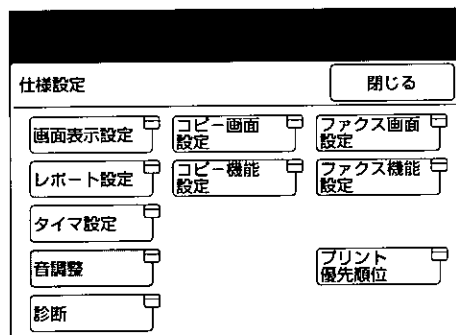 仕様設定
閉じる
画面表示設定
コピー画面
設定
ファクス画面
設定
レポート設定
コピー機能
設定
ファクス機能
設定
タイマ設定
音調整
プリント
優先順位
診断